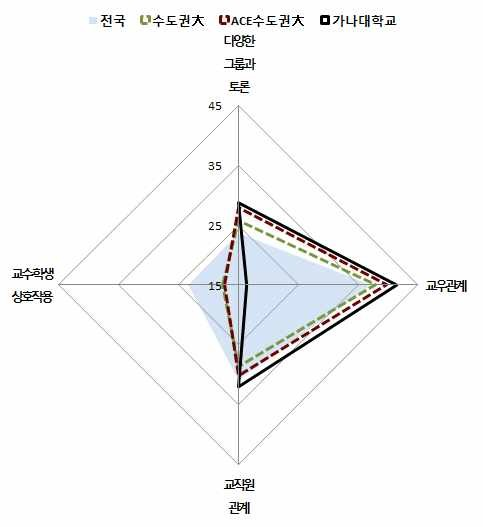 전국 수도권大 ACE수도권大 가나대학교
다양한
그룹과
토론
45
35
25
15
교수학생
상호작용
교우관계
교직원
관계